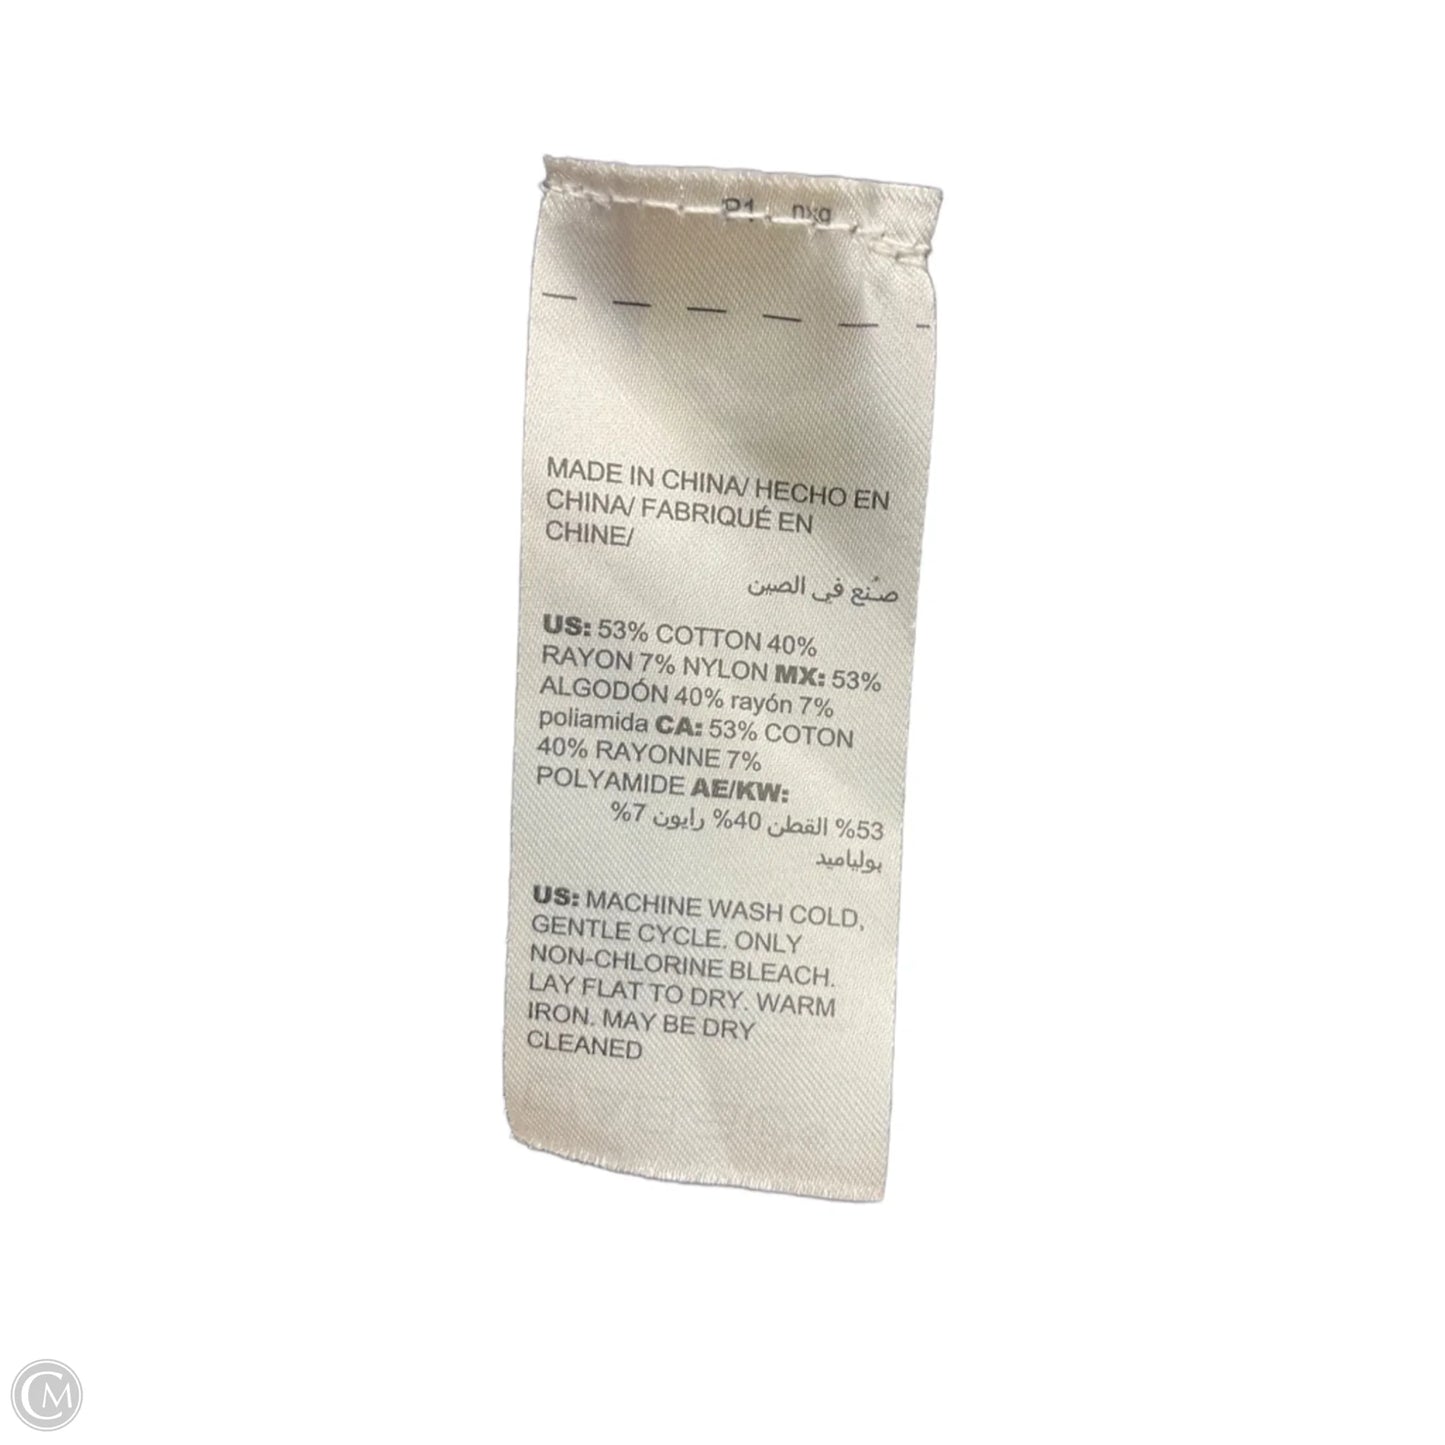 P1 nxg
MADE IN CHINA/ HECHO EN
CHINA/ FABRIQUÉ EN
CHINE/
صُنع في الصين
US: 53% COTTON 40%
RAYON 7% NYLON MX: 53%
ALGODÓN 40% rayón 7%
poliamida CA: 53% COTON
40% RAYONNE 7%
POLYAMIDE AE/KW:
53% القطن 40% رايون 7%
بولياميد
US: MACHINE WASH COLD,
GENTLE CYCLE. ONLY
NON-CHLORINE BLEACH.
LAY FLAT TO DRY. WARM
IRON. MAY BE DRY
CLEANED
CM